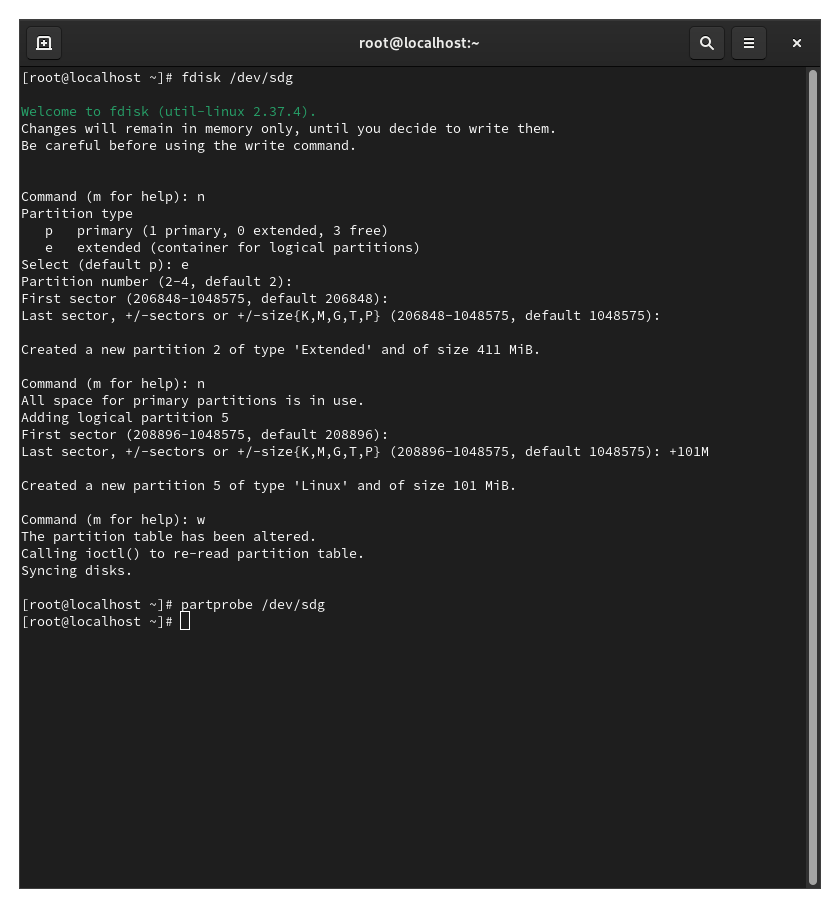 root@localhost:~
[root@localhost ~]# fdisk /dev/sdg
Welcome to fdisk (util-linux 2.37.4).
Changes will remain in memory only, until you decide to write them.
Be careful before using the write command.
Command (m for help): n
Partition type
   p   primary (1 primary, 0 extended, 3 free)
   e   extended (container for logical partitions)
Select (default p): e
Partition number (2-4, default 2):
First sector (206848-1048575, default 206848):
Last sector, +/-sectors or +/-size{K,M,G,T,P} (206848-1048575, default 1048575):
Created a new partition 2 of type 'Extended' and of size 411 MiB.
Command (m for help): n
All space for primary partitions is in use.
Adding logical partition 5
First sector (208896-1048575, default 208896):
Last sector, +/-sectors or +/-size{K,M,G,T,P} (208896-1048575, default 1048575): +101M
Created a new partition 5 of type 'Linux' and of size 101 MiB.
Command (m for help): w
The partition table has been altered.
Calling ioctl() to re-read partition table.
Syncing disks.
[root@localhost ~]# partprobe /dev/sdg
[root@localhost ~]#